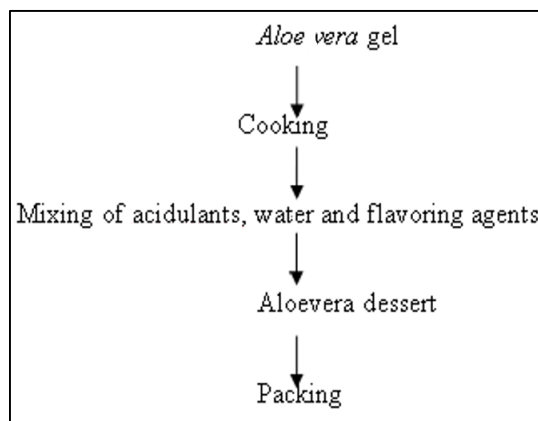 Aloe vera gel
Cooking
Mixing of acidulants, water and flavoring agents
Aloevera dessert
Packing